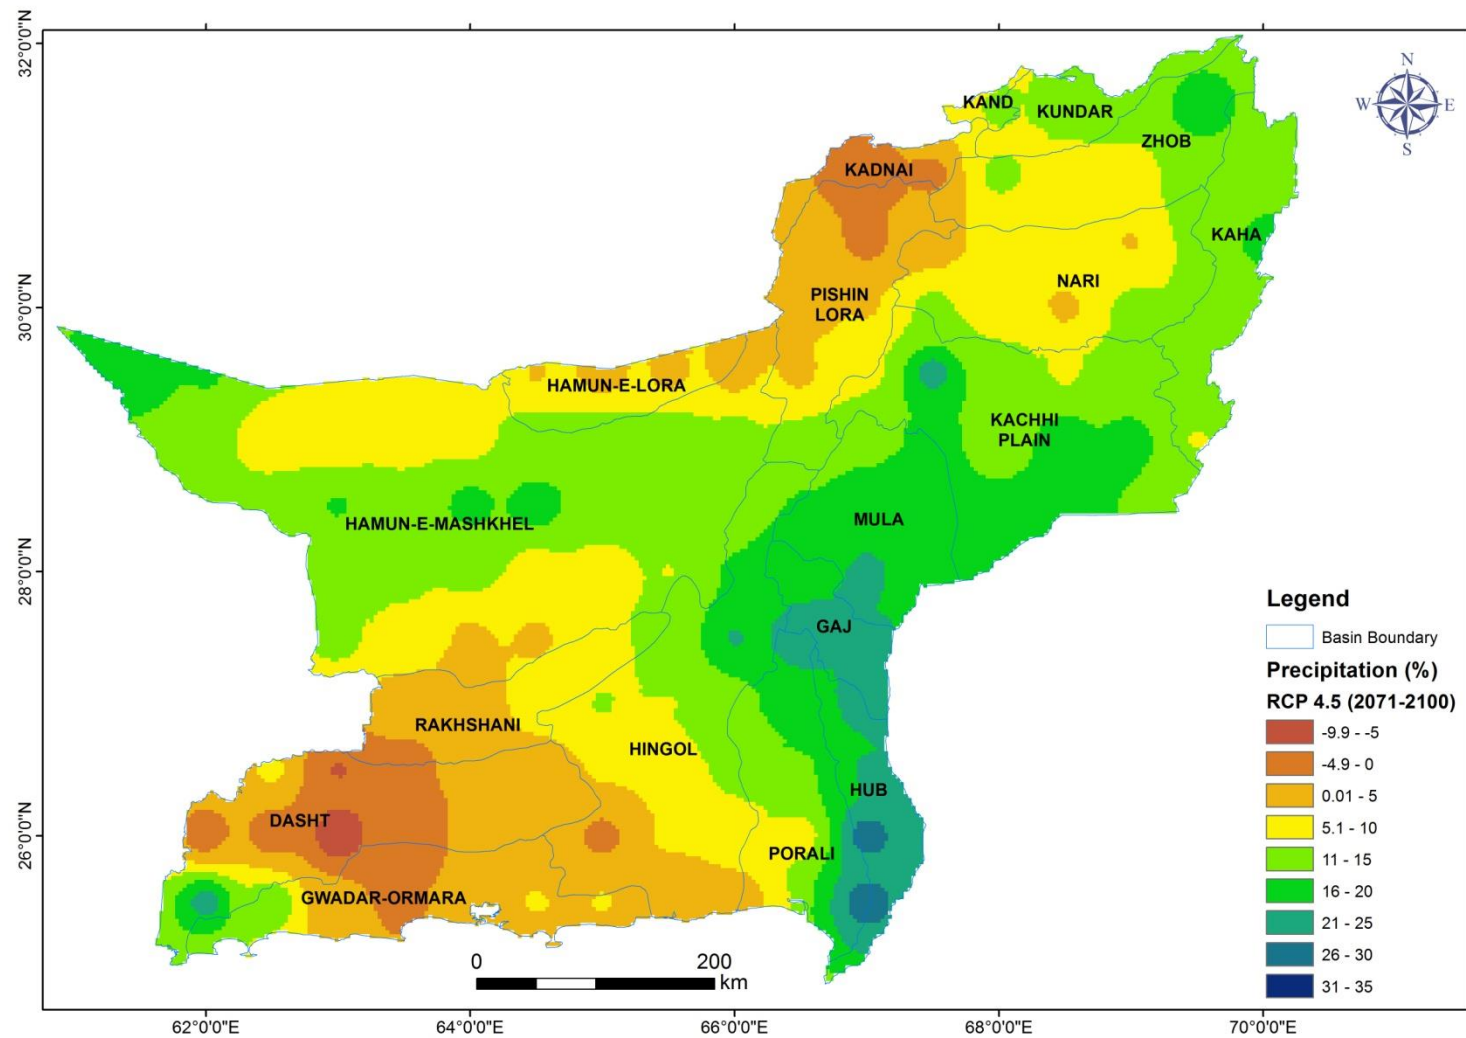 32°0'0"N
30°0'0"N
28°0'0"N
26°0'0"N
N
W
E
S
KAND
KUNDAR
ZHOB
KADNAI
KAHA
NARI
PISHIN
LORA
HAMUN-E-LORA
KACHHI
PLAIN
MULA
HAMUN-E-MASHKHEL
GAJ
RAKHSHANI
HINGOL
HUB
DASHT
PORALI
GWADAR-ORMARA
0
200
km
Legend
Basin Boundary
Precipitation (%)
RCP 4.5 (2071-2100)
-9.9 - -5
-4.9 - 0
0.01 - 5
5.1 - 10
11 - 15
16 - 20
21 - 25
26 - 30
31 - 35
62°0'0"E
64°0'0"E
66°0'0"E
68°0'0"E
70°0'0"E